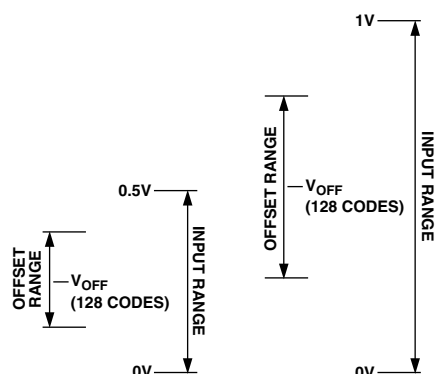 1V
OFFSET RANGE
VOFF
(128 CODES)
INPUT RANGE
0.5V
OFFSET
RANGE
VOFF
(128 CODES)
INPUT RANGE
0V
0V